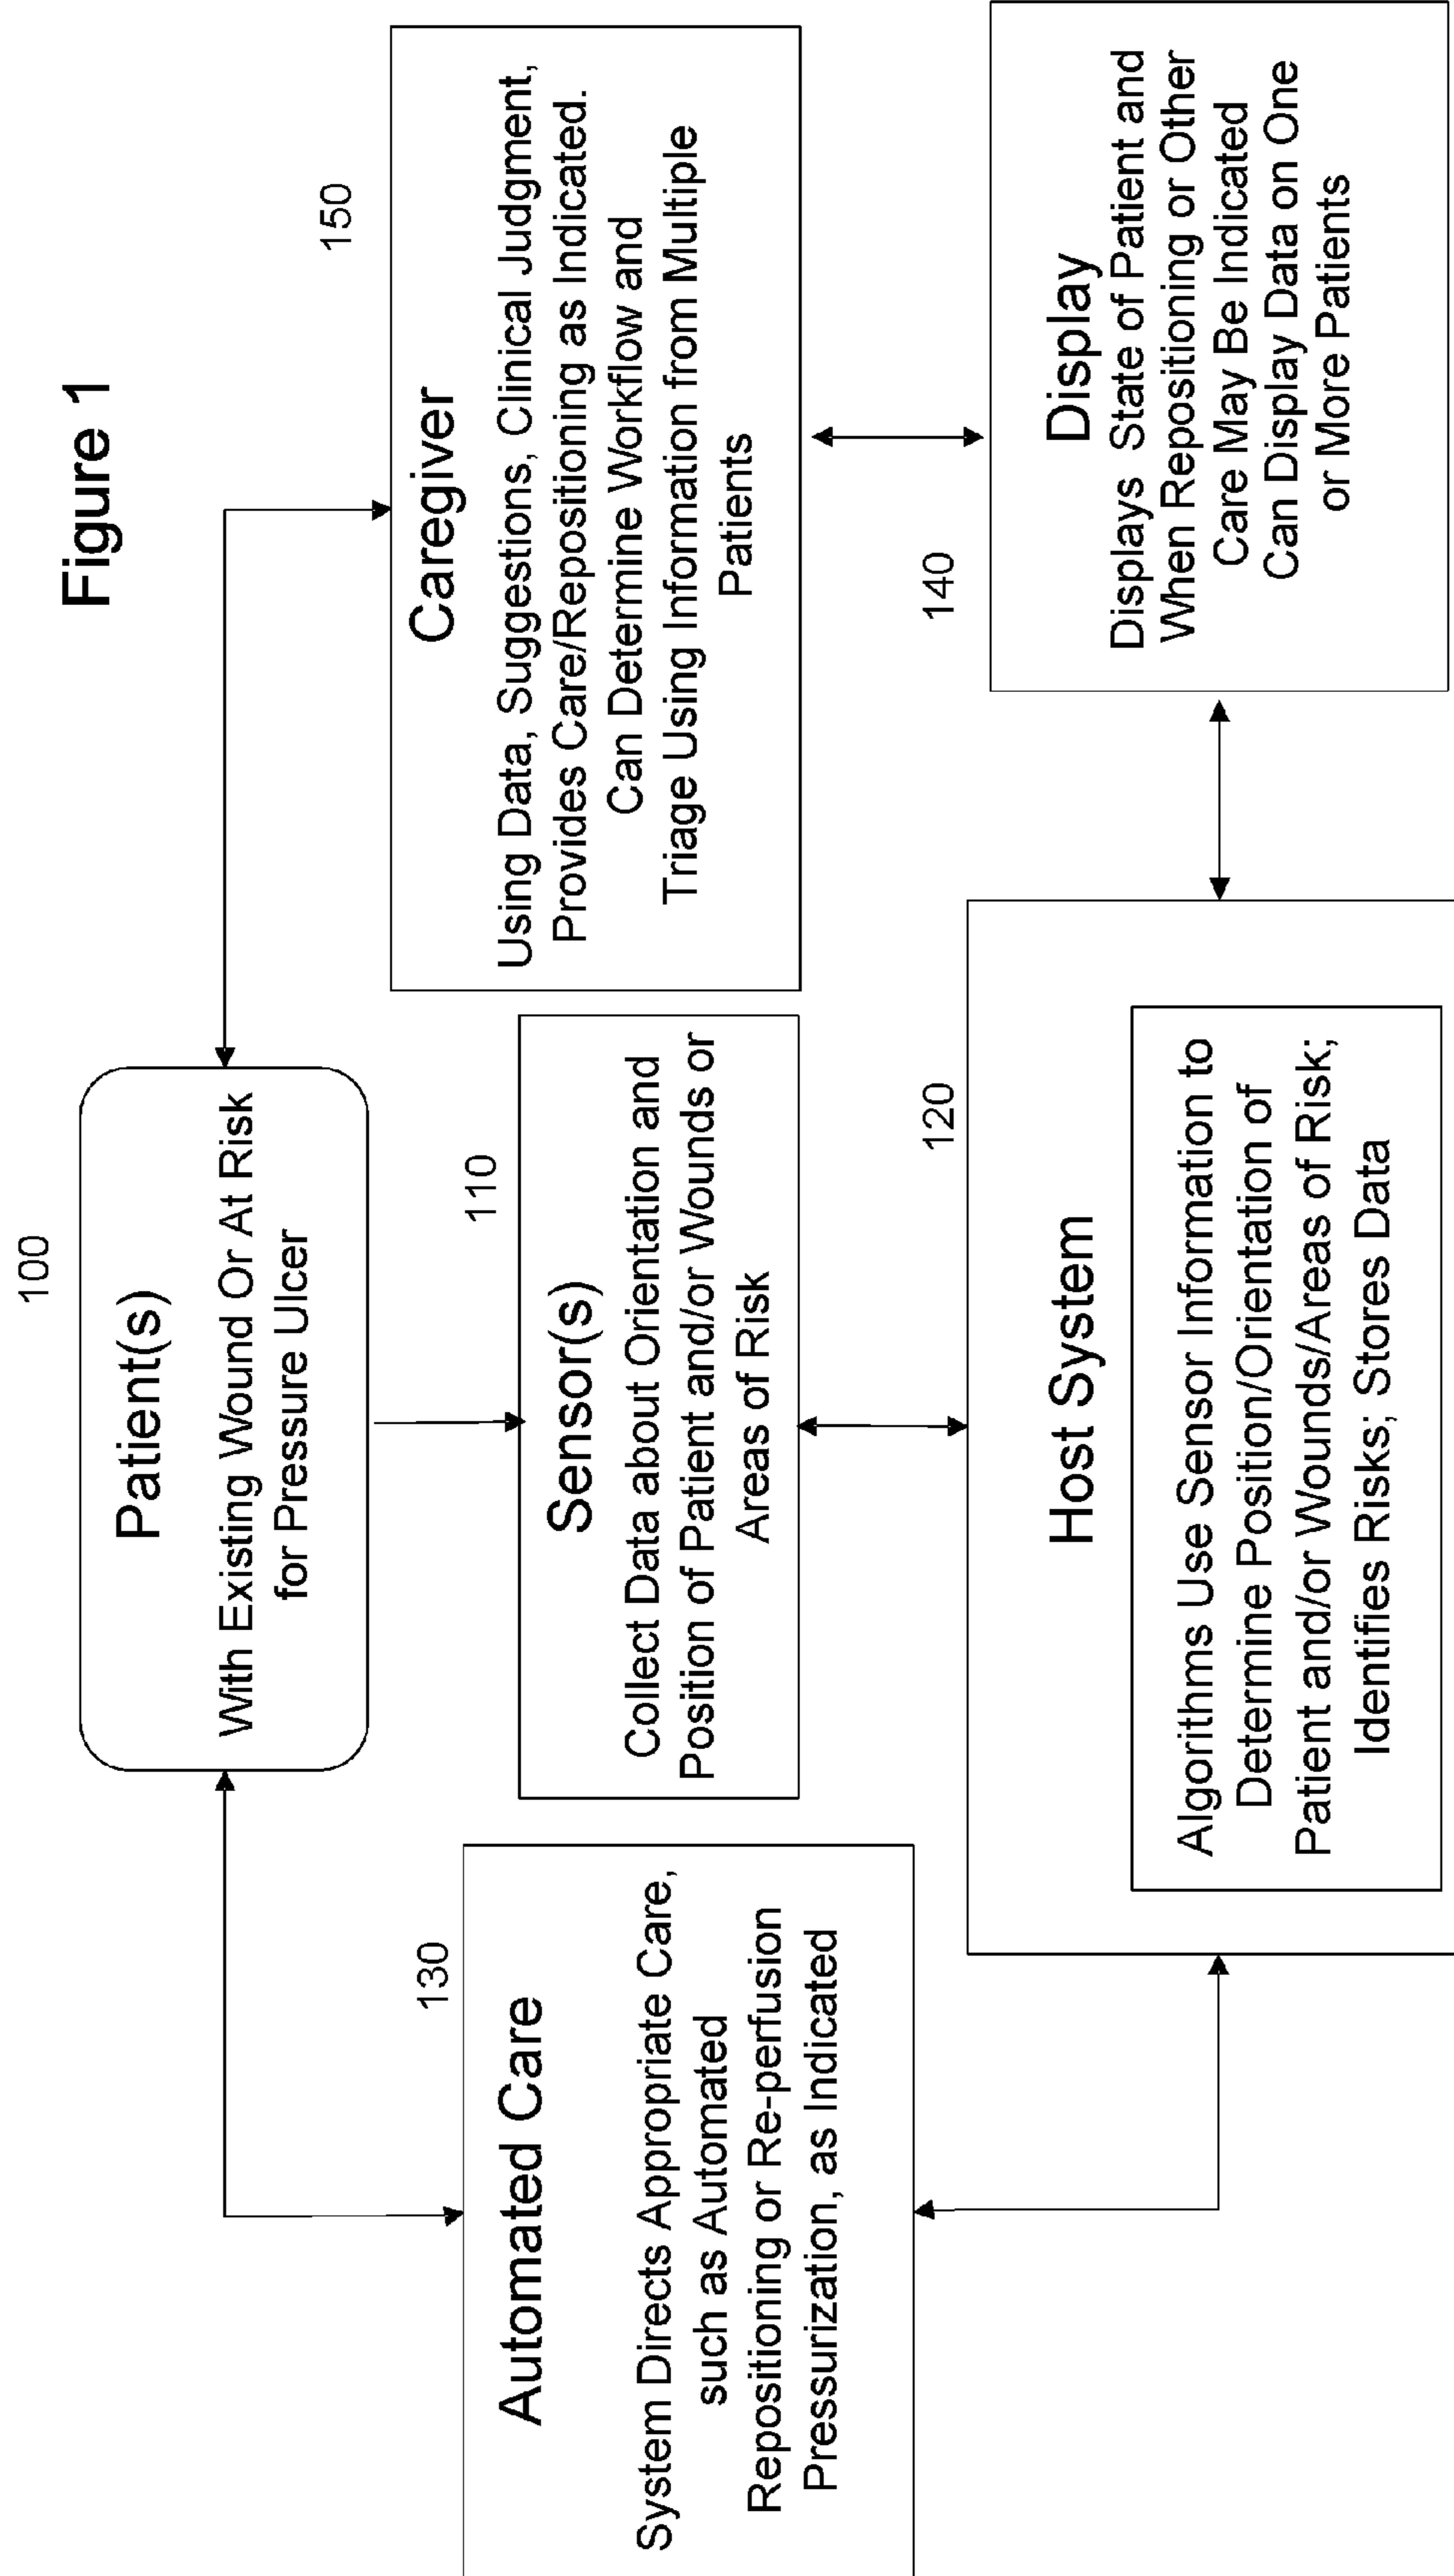 Figure 1
100
Patient(s)
With Existing Wound Or At Risk
for Pressure Ulcer
130
Automated Care
System Directs Appropriate Care,
such as Automated
Repositioning or Re-perfusion
Pressurization, as Indicated
110
Sensor(s)
Collect Data about Orientation and
Position of Patient and/or Wounds or
Areas of Risk
150
Caregiver
Using Data, Suggestions, Clinical Judgment,
Provides Care/Repositioning as Indicated.
Can Determine Workflow and
Triage Using Information from Multiple
Patients
120
Host System
Algorithms Use Sensor Information to
Determine Position/Orientation of
Patient and/or Wounds/Areas of Risk;
Identifies Risks; Stores Data
140
Display
Displays State of Patient and
When Repositioning or Other
Care May Be Indicated
Can Display Data on One
or More Patients